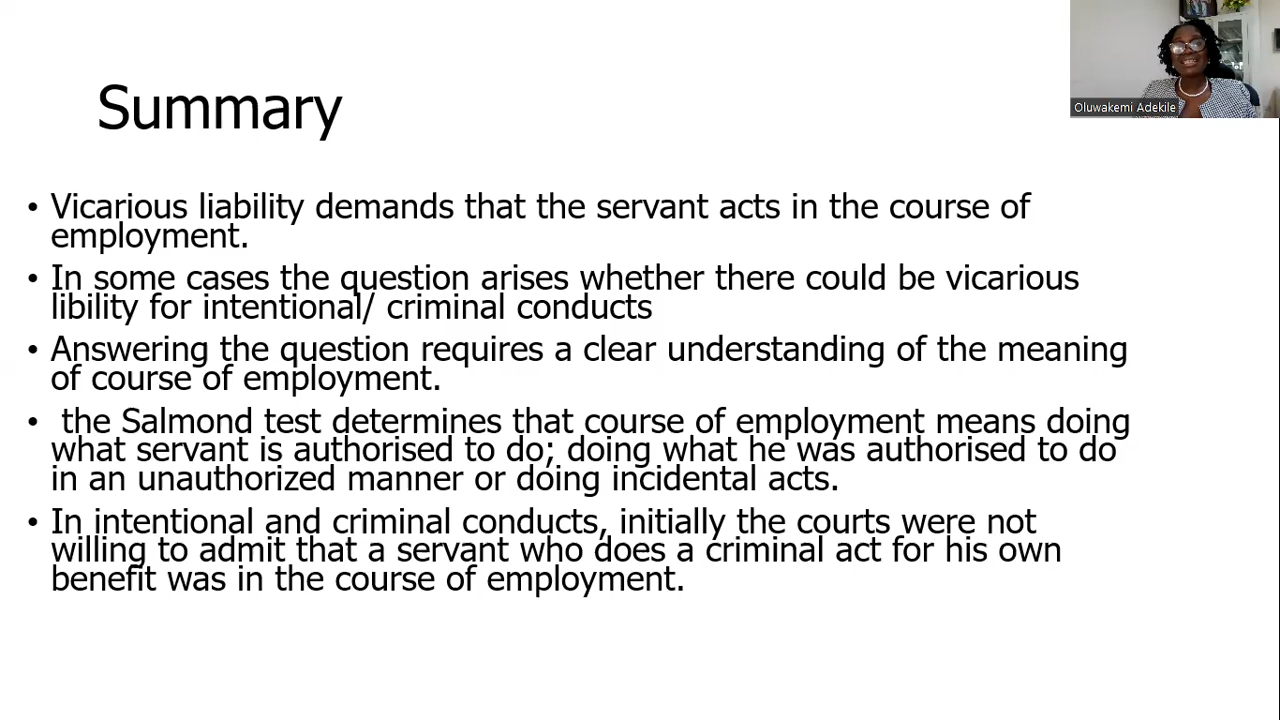 Oluwakemi Adekile
Summary
• Vicarious liability demands that the servant acts in the course of
employment.
• In some cases the question arises whether there could be vicarious
libility for intentional/ criminal conducts
• Answering the question requires a clear understanding of the meaning
of course of employment.
• the Salmond test determines that course of employment means doing
what servant is authorised to do; doing what he was authorised to do
in an unauthorized manner or doing incidental acts.
• In intentional and criminal conducts, initially the courts were not
willing to admit that a servant who does a criminal act for his own
benefit was in the course of employment.